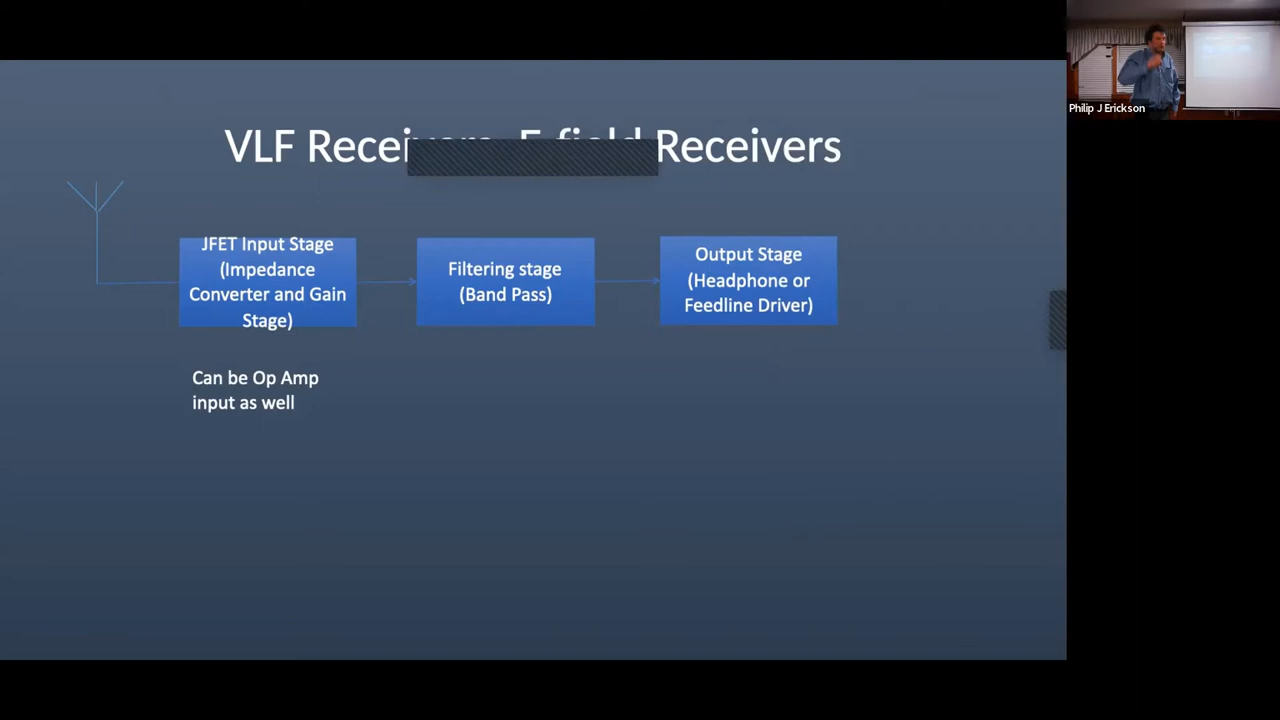 VLF Receivers- E-field Receivers
JFET Input Stage
(Impedance
Converter and Gain
Stage)
Filtering stage
(Band Pass)
Output Stage
(Headphone or
Feedline Driver)
Can be Op Amp
input as well
Philip J Erickson